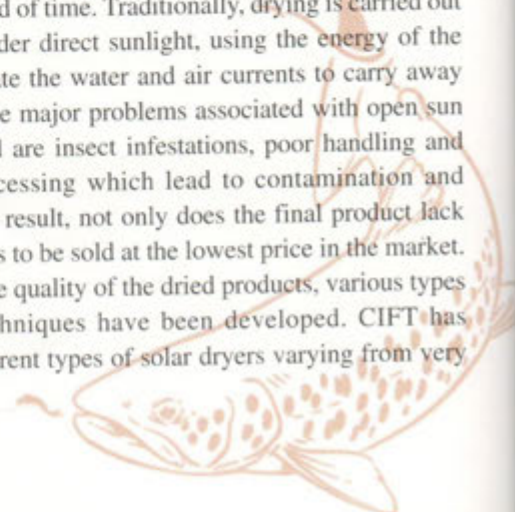 d of time. Traditionally, drying is carried out
der direct sunlight, using the energy of the
te the water and air currents to carry away
e major problems associated with open sun
are insect infestations, poor handling and
cessing which lead to contamination and
result, not only does the final product lack
s to be sold at the lowest price in the market.
e quality of the dried products, various types
hniques have been developed. CIFT has
rent types of solar dryers varying from very